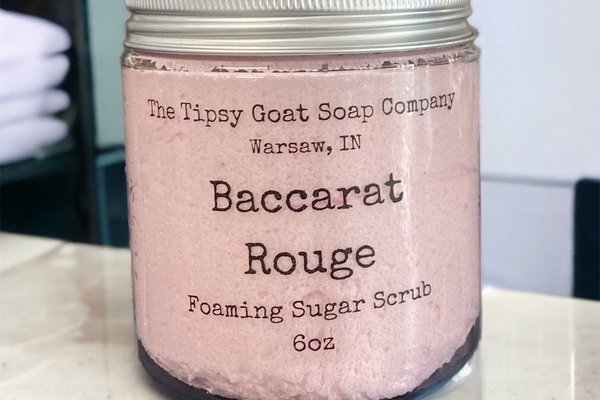 The Tipsy Goat Soap Company
Warsaw, IN
Baccarat
Rouge
Foaming Sugar Scrub
6oz